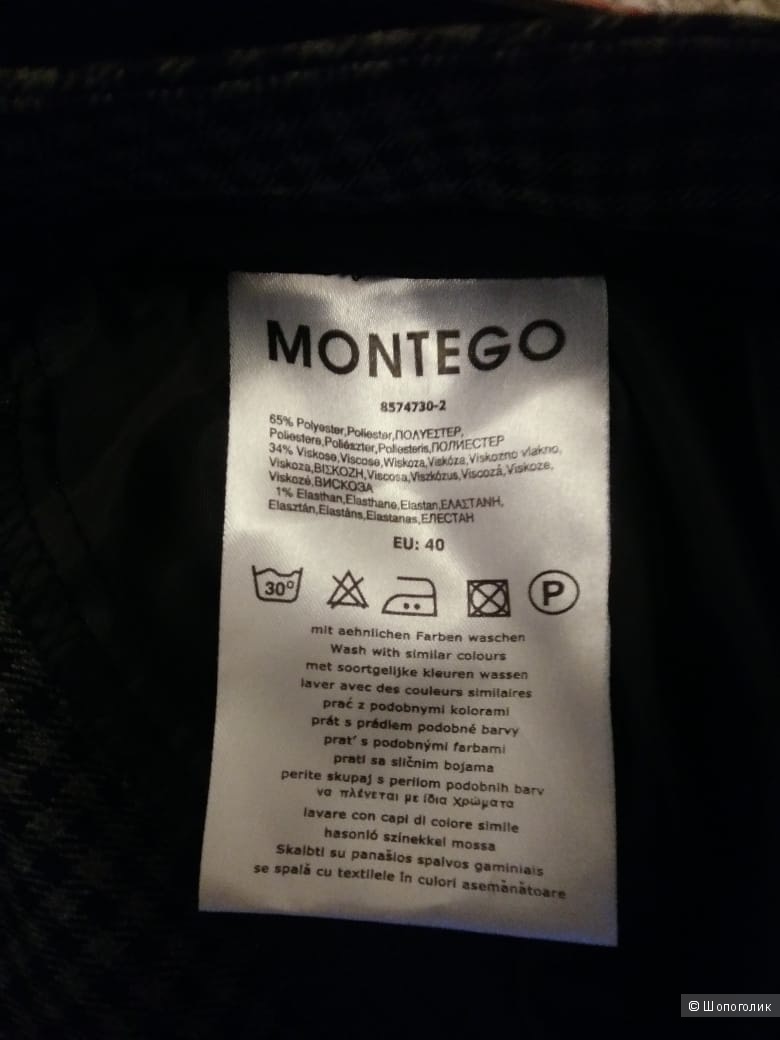 MONTEGO
8574730-2
65% Polyester,Poliester,ΠΟΛΥΕΣΤΕΡ,
Poliestere,Poliészter,Poliesteris,ПОЛИЕСТЕР
34% Viskose,Viscose,Wiskoza,Viskóza,Viskozno vlakno,
Viskoza,ΒΙΣΚΟΖΗ,Viscosa,Viszkózus,Viscoză,Viskoze,
Viskozė,ВИСКОЗА
1% Elasthan,Elasthane,Elastan,ΕΛΑΣΤΑΝΗ,
Elasztán,Elastāns,Elastanas,ЕЛЕСТАН
EU: 40
30° P
mit aehnlichen Farben waschen
Wash with similar colours
met soortgelijke kleuren wassen
laver avec des couleurs similaires
prać z podobnymi kolorami
prát s prádlem podobné barvy
prat' s podobnými farbami
prati sa sličnim bojama
perite skupaj s perilom podobnih barv
να πλένεται με ίδια χρώματα
lavare con capi di colore simile
hasonló színekkel mossa
Skalbti su panašios spalvos gaminiais
se spală cu textilele în culori asemănătoare
© Шопоголик